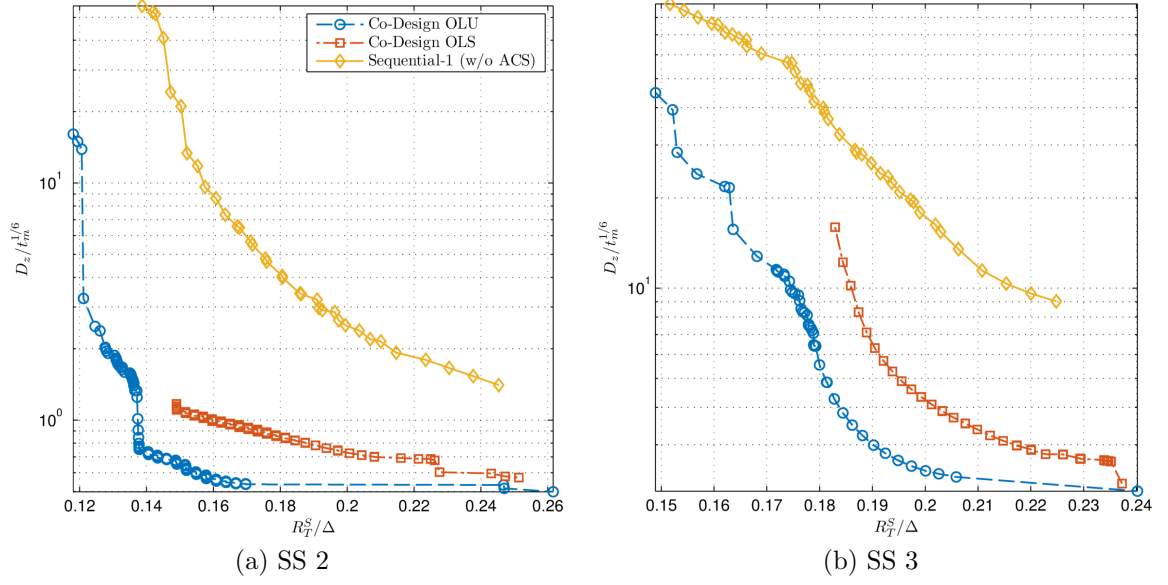 Co-Design OLU
Co-Design OLS
Sequential-1 (w/o ACS)
10^1
10^0
D_z/t_m^{1/6}
0.12 0.14 0.16 0.18 0.2 0.22 0.24 0.26
R_T^S/Δ
(a) SS 2
10^1
D_z/t_m^{1/6}
0.15 0.16 0.17 0.18 0.19 0.2 0.21 0.22 0.23 0.24
R_T^S/Δ
(b) SS 3